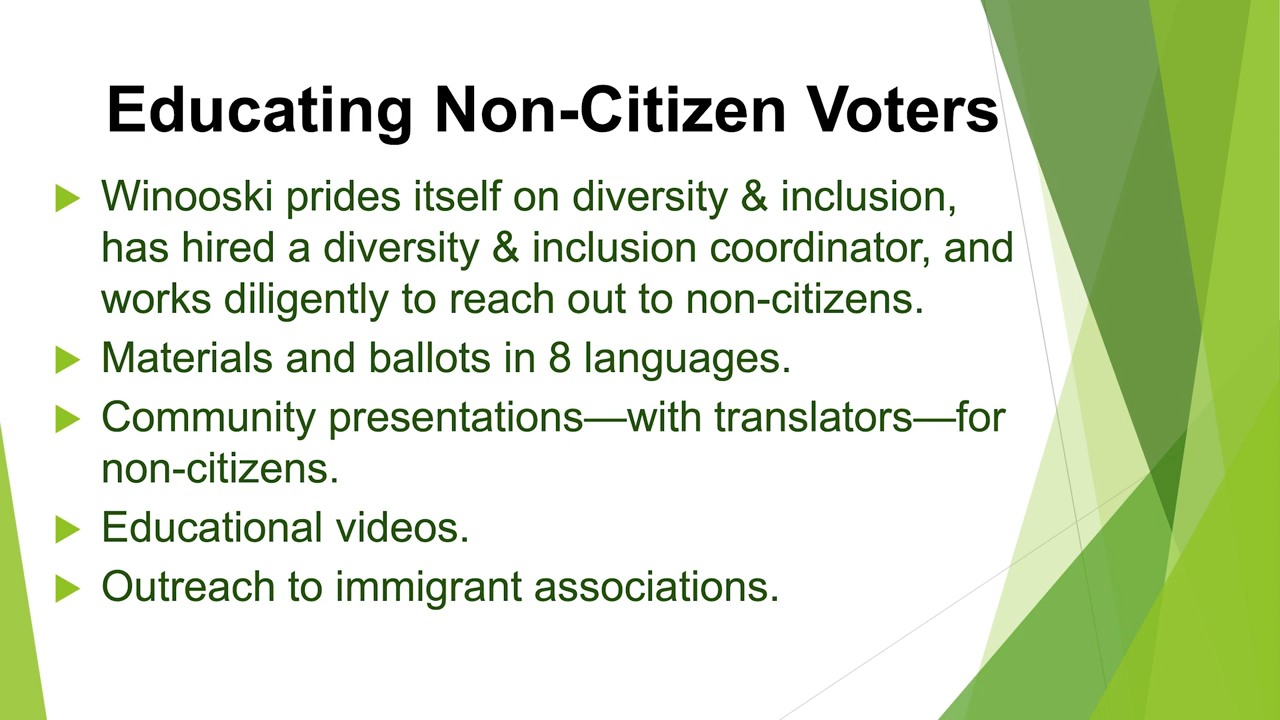 Educating Non-Citizen Voters
Winooski prides itself on diversity & inclusion,
has hired a diversity & inclusion coordinator, and
works diligently to reach out to non-citizens.
Materials and ballots in 8 languages.
Community presentations—with translators—for
non-citizens.
Educational videos.
Outreach to immigrant associations.